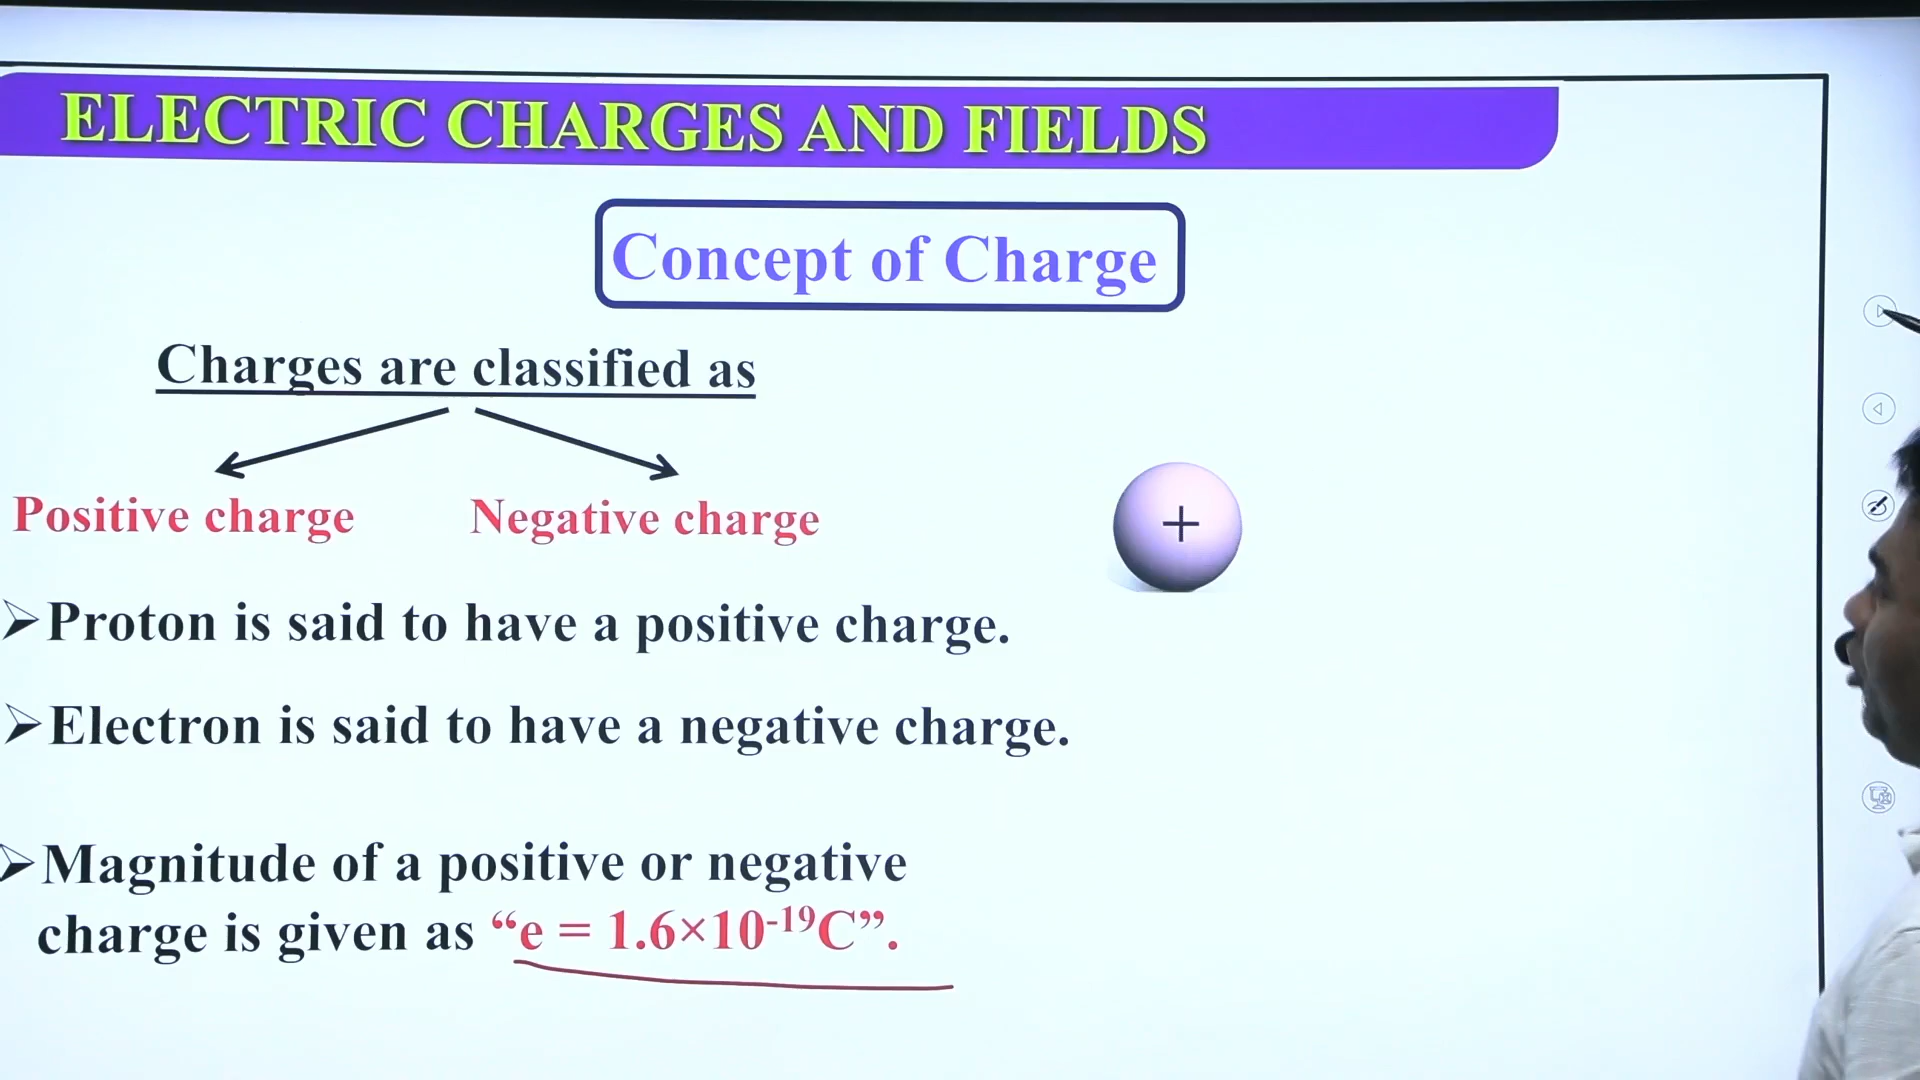 ELECTRIC CHARGES AND FIELDS
Concept of Charge
Charges are classified as
Positive charge Negative charge
+
➢Proton is said to have a positive charge.
➢Electron is said to have a negative charge.
➢Magnitude of a positive or negative
charge is given as “e = 1.6×10⁻¹⁹C”.